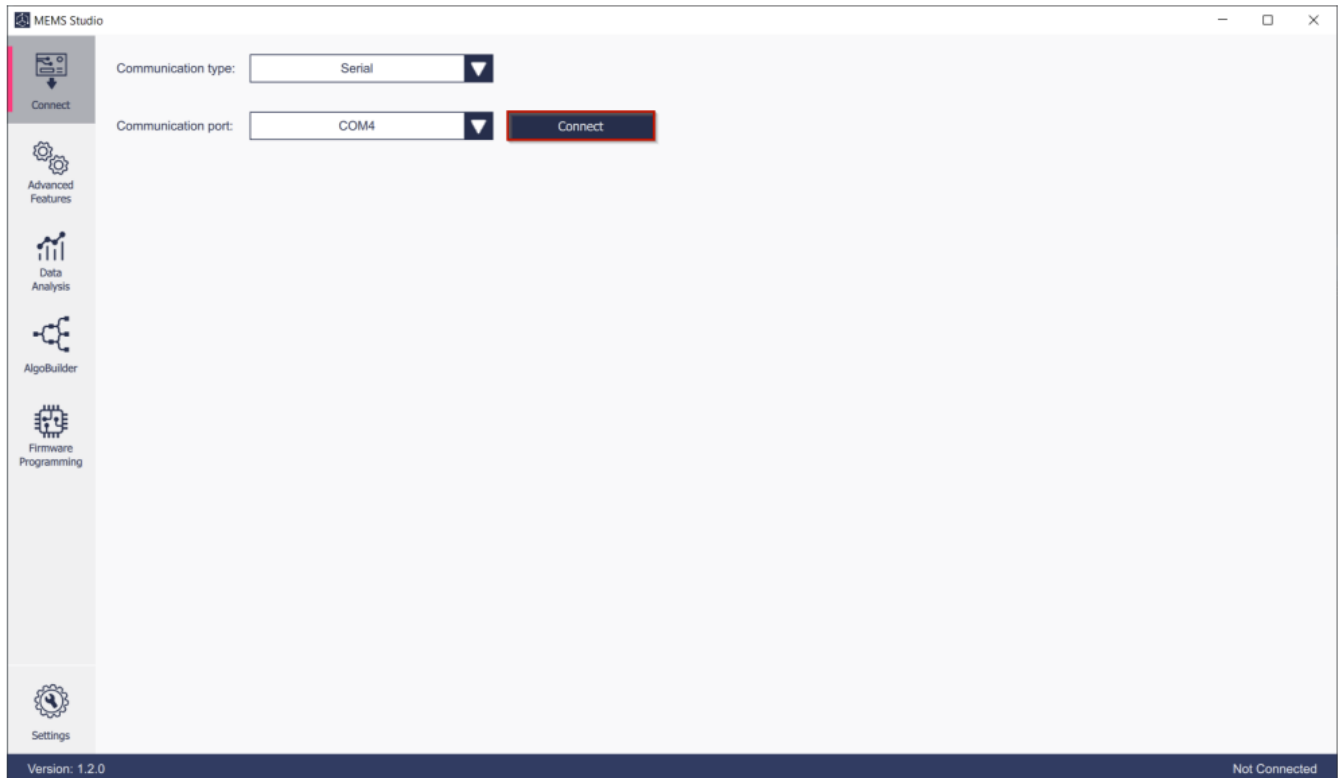 MEMS Studio
Connect
Communication type:
Serial
Communication port:
COM4
Connect
Advanced
Features
Data
Analysis
AlgoBuilder
Firmware
Programming
Settings
Version: 1.2.0
Not Connected